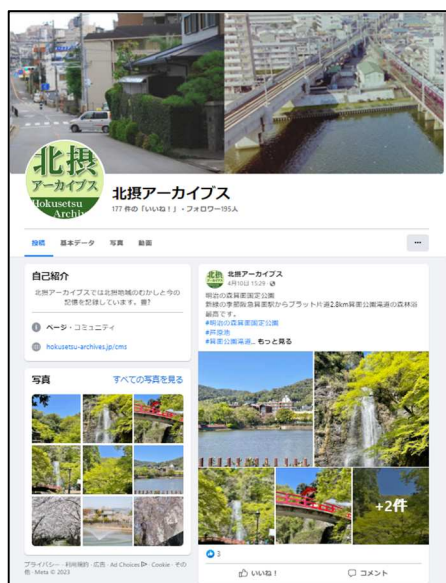 北摂
アーカイブス
Hokusetsu
Archiv
北摂アーカイブス
177 件の「いいね！」・フォロワー195人
投稿
基本データ
写真
動画
自己紹介
北摂アーカイブスでは北摂地域のむかしと今の
記憶を記録しています。
ページ・コミュニティ
hokusetsu-archives.jp/cms
写真
すべての写真を見る
プライバシー・利用規約・広告・Ad Choices・Cookie・その
他・Meta © 2023
北摂アーカイブス
4月10日 15:29
明治の森箕面国定公園
新緑の季節阪急箕面駅からプラット片道2.8km箕面公園滝道の森林浴
最高です。
#明治の森箕面国定公園
#芦原池
#箕面公園滝道... もっと見る
+2件
3
いいね！
コメント